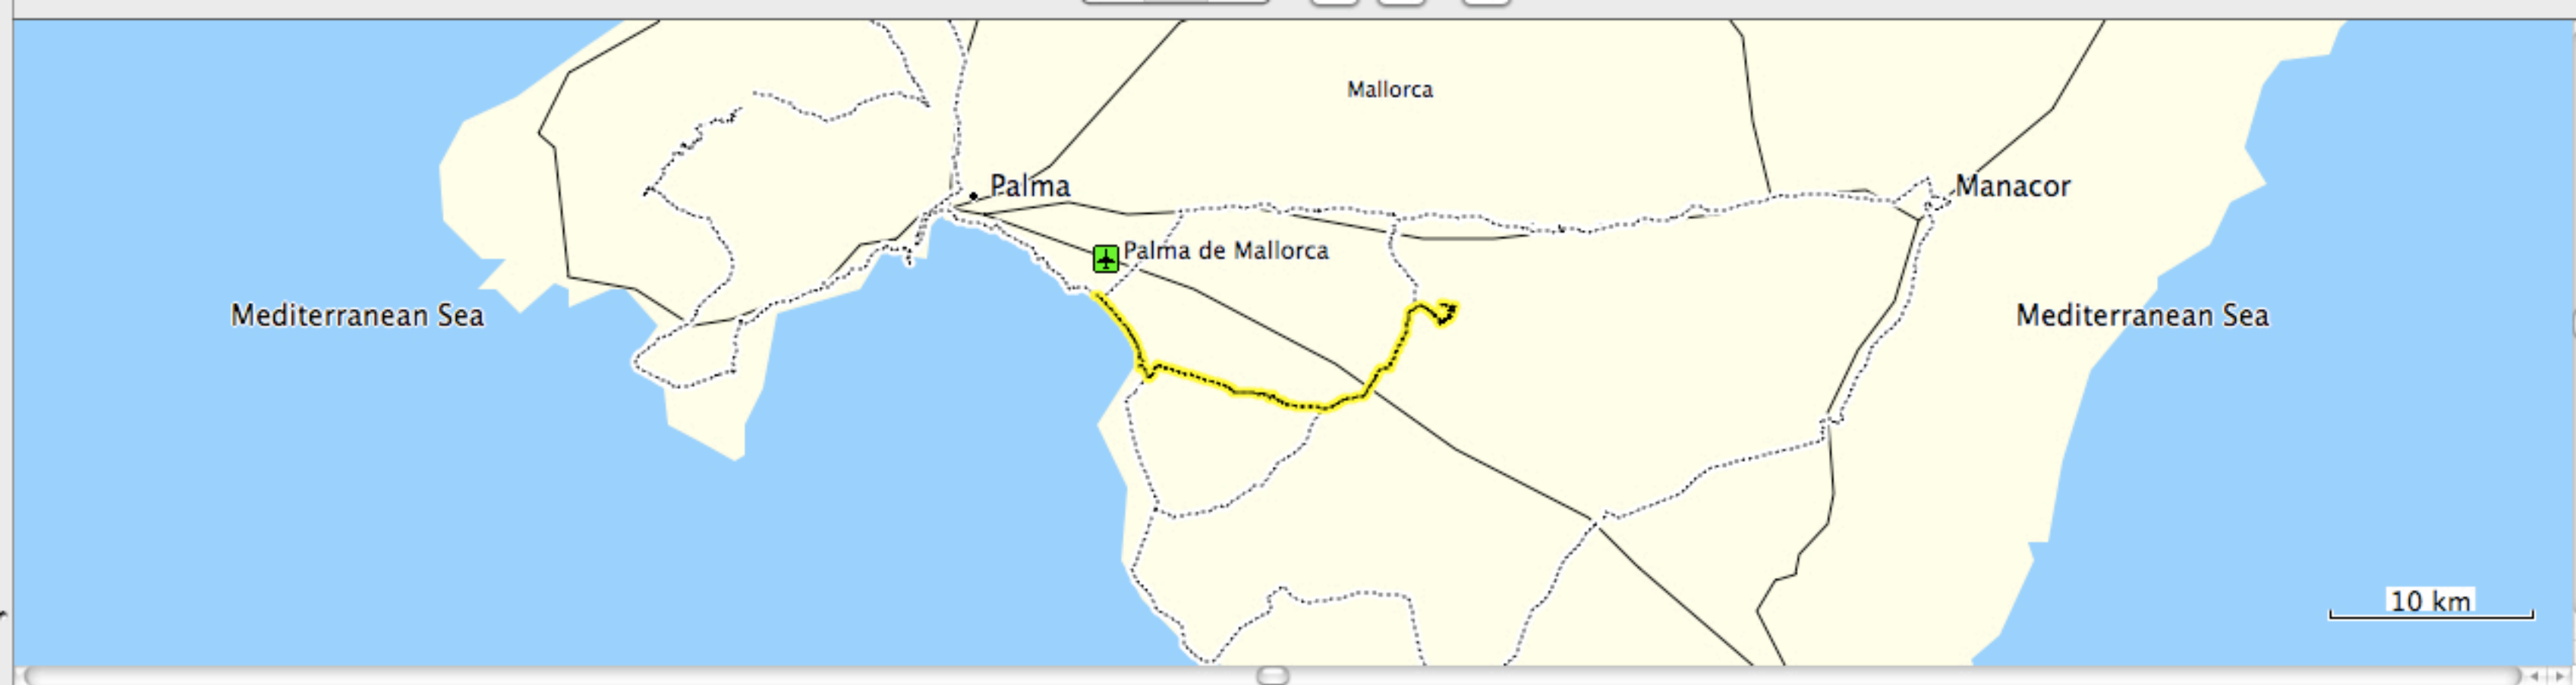 Mallorca
Palma
Manacor
Palma de Mallorca
Mediterranean Sea
Mediterranean Sea
10 km